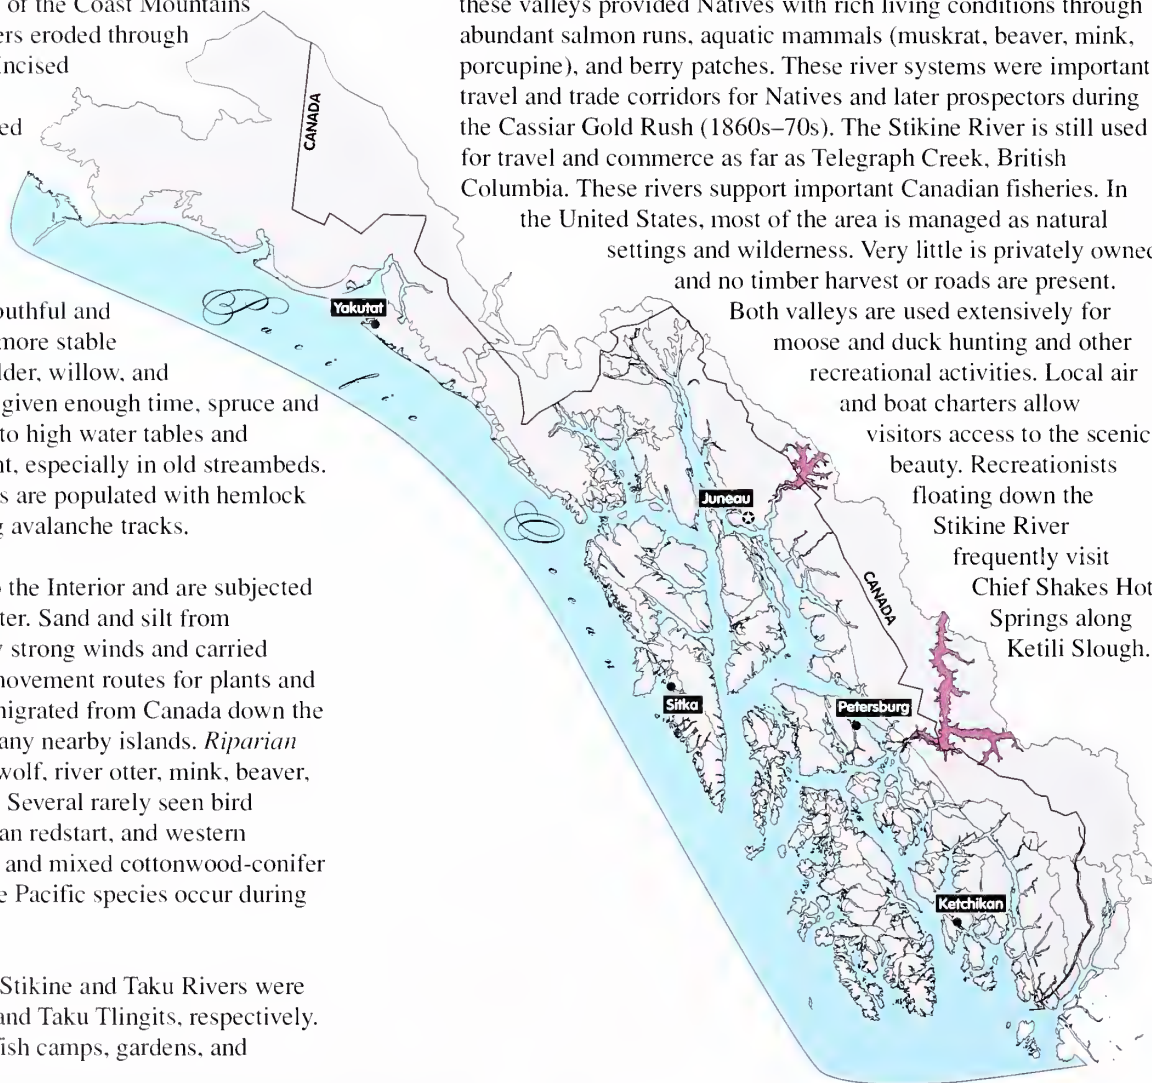 of the Coast Mountains
ers eroded through
incised
ed
outhful and
more stable
lder, willow, and
given enough time, spruce and
to high water tables and
nt, especially in old streambeds.
s are populated with hemlock
g avalanche tracks.
o the Interior and are subjected
ter. Sand and silt from
y strong winds and carried
movement routes for plants and
nigrated from Canada down the
any nearby islands. Riparian
wolf, river otter, mink, beaver,
Several rarely seen bird
an redstart, and western
and mixed cottonwood-conifer
e Pacific species occur during
Stikine and Taku Rivers were
and Taku Tlingits, respectively.
ish camps, gardens, and
these valleys provided Natives with rich living conditions through
abundant salmon runs, aquatic mammals (muskrat, beaver, mink,
porcupine), and berry patches. These river systems were important
travel and trade corridors for Natives and later prospectors during
the Cassiar Gold Rush (1860s–70s). The Stikine River is still used
for travel and commerce as far as Telegraph Creek, British
Columbia. These rivers support important Canadian fisheries. In
the United States, most of the area is managed as natural
settings and wilderness. Very little is privately owned
and no timber harvest or roads are present.
Both valleys are used extensively for
moose and duck hunting and other
recreational activities. Local air
and boat charters allow
visitors access to the scenic
beauty. Recreationists
floating down the
Stikine River
frequently visit
Chief Shakes Hot
Springs along
Ketili Slough.
CANADA
Yakutat
Pacific
Ocean
Juneau
CANADA
Sitka
Petersburg
Ketchikan